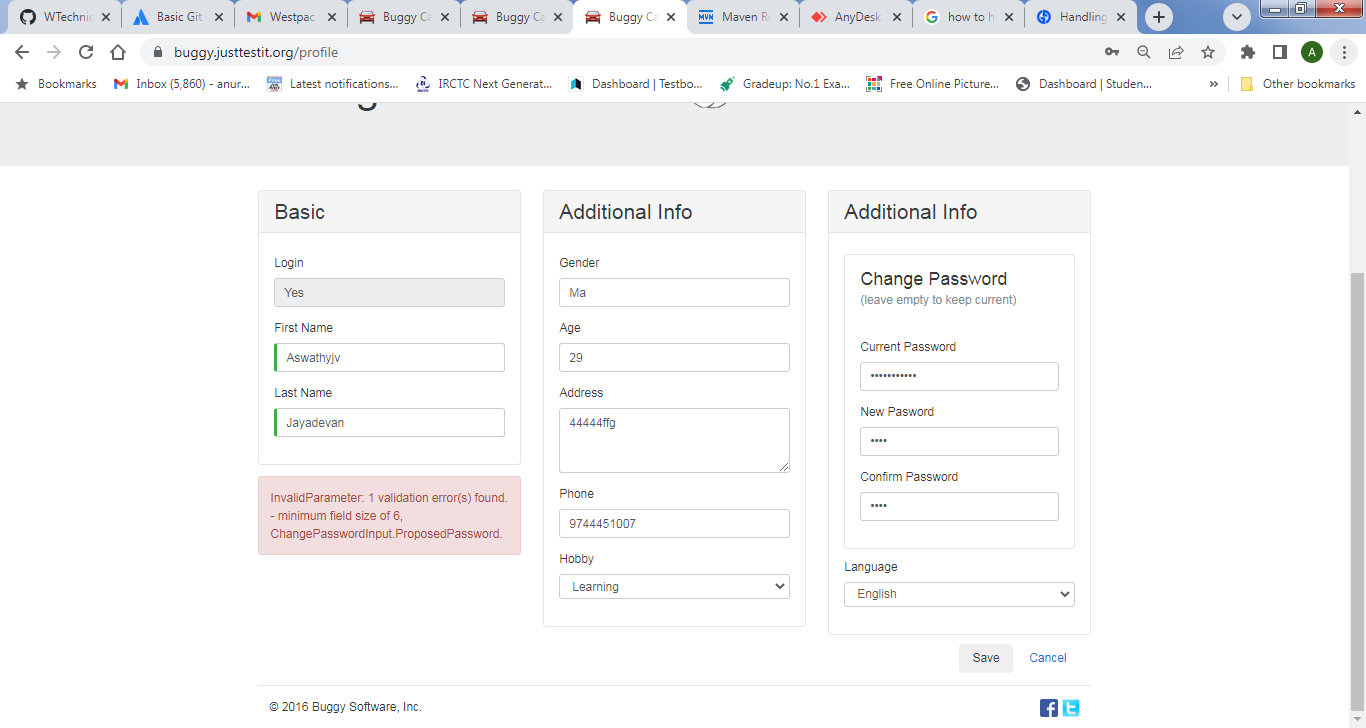 WTechnic
Basic Git
Westpac
Buggy Ca
Buggy Ca
Buggy Ca
Maven Re
AnyDesk
how to h
Handling
buggy.justtestit.org/profile
A
Bookmarks
Inbox (5,860) - anur...
Latest notifications...
IRCTC Next Generat...
Dashboard | Testbo...
Gradeup: No.1 Exa...
Free Online Picture...
Dashboard | Studen...
»
Other bookmarks
Basic
Login
Yes
First Name
Aswathyjv
Last Name
Jayadevan
InvalidParameter: 1 validation error(s) found.
- minimum field size of 6,
ChangePasswordInput.ProposedPassword.
Additional Info
Gender
Ma
Age
29
Address
44444ffg
Phone
9744451007
Hobby
Learning
Additional Info
Change Password
(leave empty to keep current)
Current Password
•••••••••••
New Pasword
••••
Confirm Password
••••
Language
English
Save
Cancel
© 2016 Buggy Software, Inc.